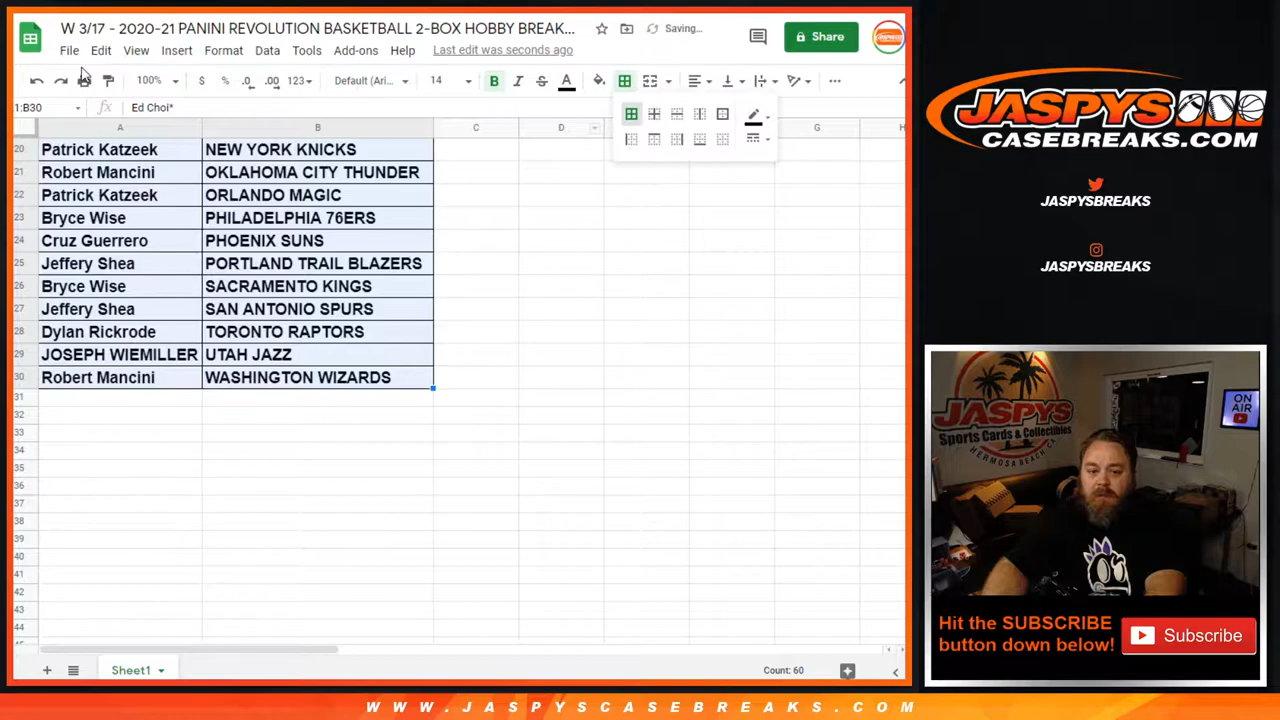 W 3/17 - 2020-21 PANINI REVOLUTION BASKETBALL 2-BOX HOBBY BREAK...
Saving...
Share
File Edit View Insert Format Data Tools Add-ons Help Last edit was seconds ago
100% $ % .0 .00 123 Default (Ari... 14 B I S A
1:B30 fx Ed Choi*
A B C D G H
20 Patrick Katzeek NEW YORK KNICKS
21 Robert Mancini OKLAHOMA CITY THUNDER
22 Patrick Katzeek ORLANDO MAGIC
23 Bryce Wise PHILADELPHIA 76ERS
24 Cruz Guerrero PHOENIX SUNS
25 Jeffery Shea PORTLAND TRAIL BLAZERS
26 Bryce Wise SACRAMENTO KINGS
27 Jeffery Shea SAN ANTONIO SPURS
28 Dylan Rickrode TORONTO RAPTORS
29 JOSEPH WIEMILLER UTAH JAZZ
30 Robert Mancini WASHINGTON WIZARDS
31
32
33
34
35
36
37
38
39
40
41
42
43
44
Sheet1
Count: 60
JASPYS
CASEBREAKS.COM
JASPYSBREAKS
JASPYSBREAKS
JASPYS
Sports Cards & Collectibles
HERMOSA BEACH, CA
ON
AIR
Hit the SUBSCRIBE
button down below!
Subscribe
WWW.JASPYSCASEBREAKS.COM